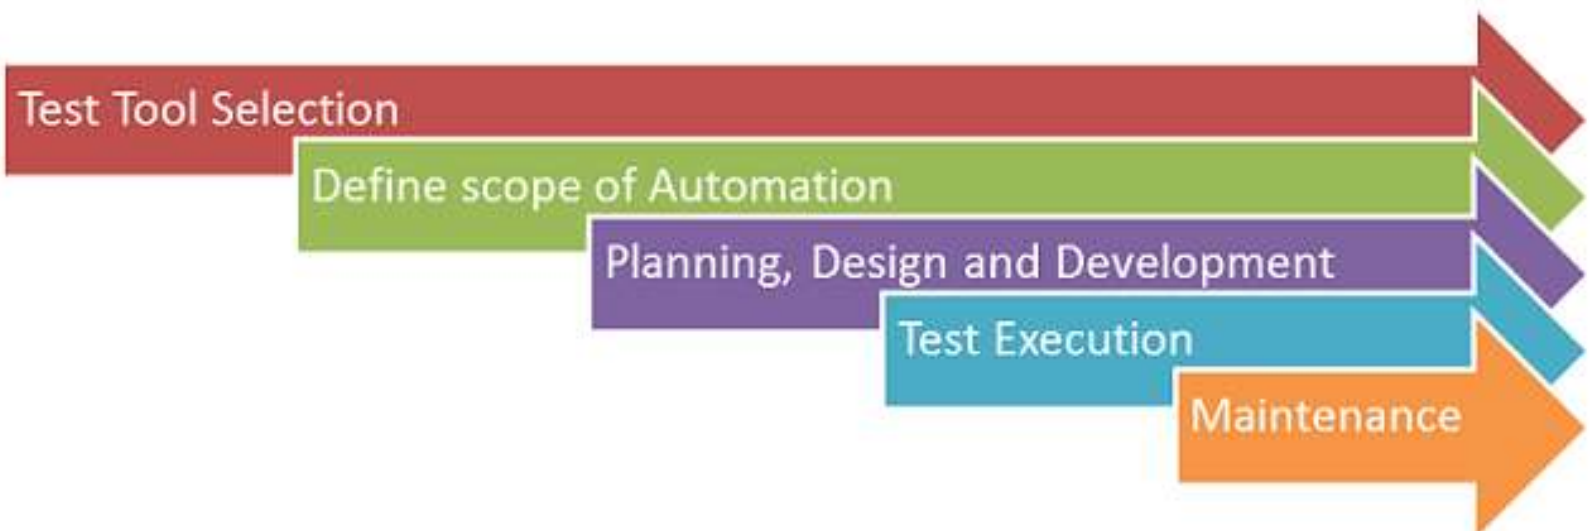 Test Tool Selection
Define scope of Automation
Planning, Design and Development
Test Execution
Maintenance